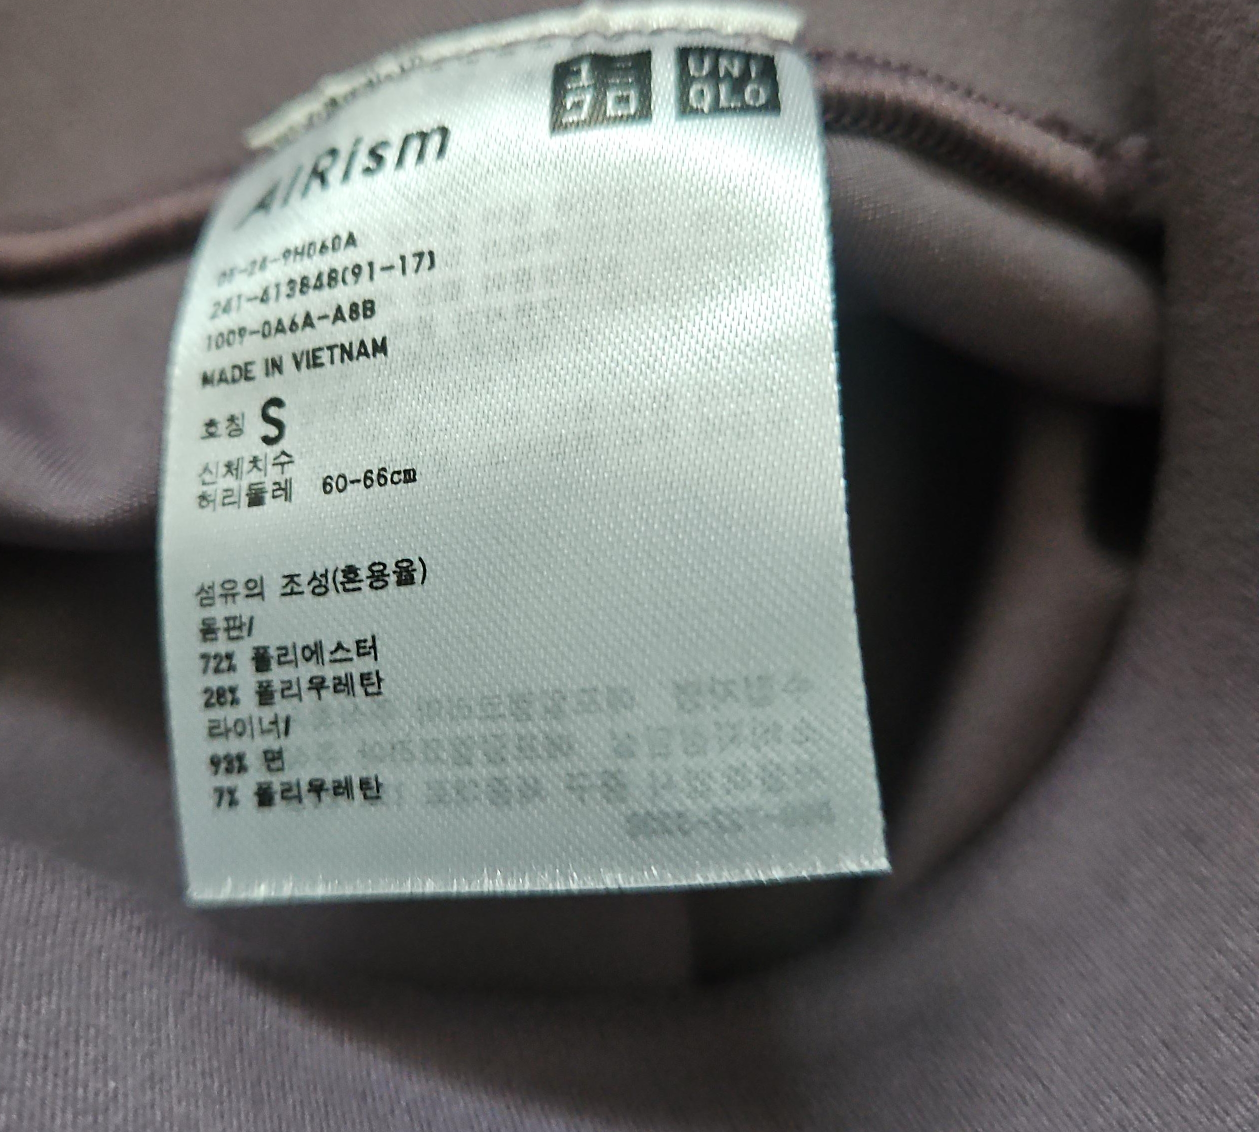 ユニ UNI
クロ QLO
AIRism
241-413848(91-17)
1009-0A6A-A8B
MADE IN VIETNAM
호칭 S
신체치수
허리둘레 60-66cm
섬유의 조성(혼용율)
몸판/
72% 폴리에스터
28% 폴리우레탄
라이너/
93% 면
7% 폴리우레탄